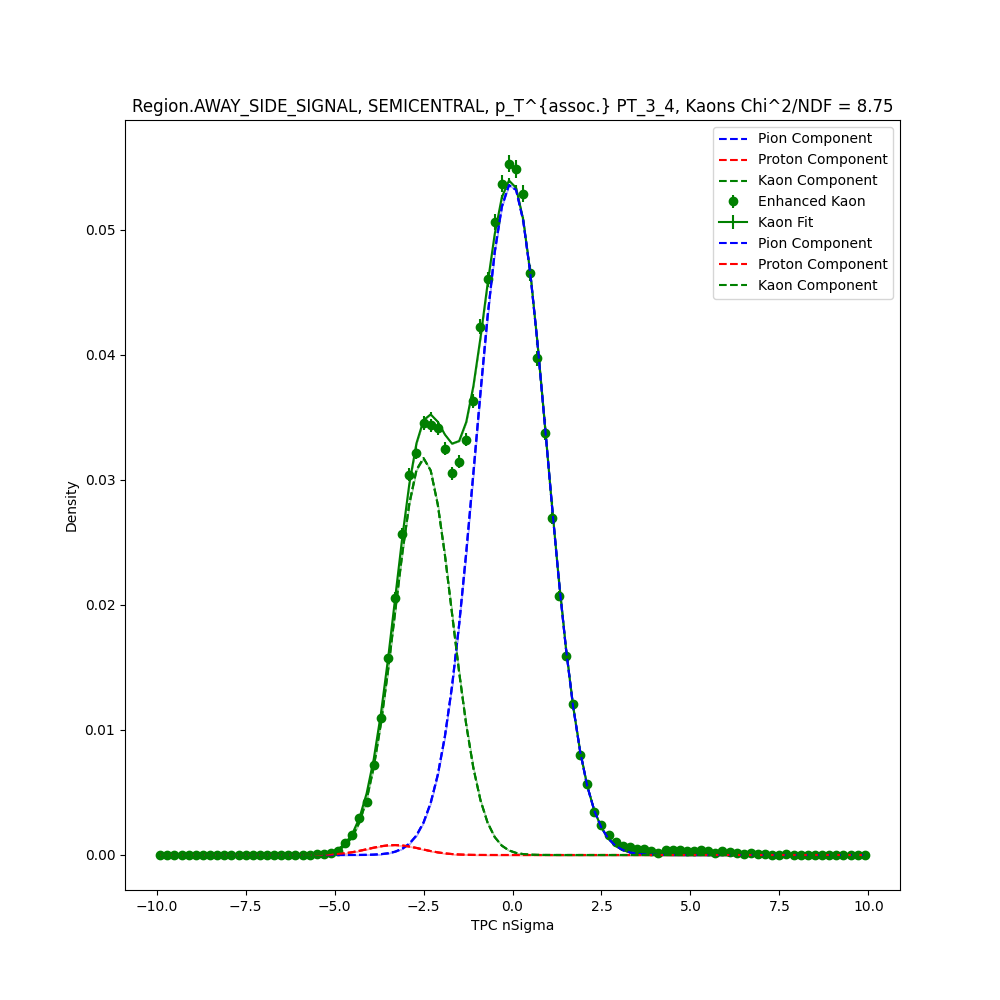 Region.AWAY_SIDE_SIGNAL, SEMICENTRAL, p_T^{assoc.} PT_3_4, Kaons Chi^2/NDF = 8.75
Pion Component
Proton Component
Kaon Component
Enhanced Kaon
Kaon Fit
Pion Component
Proton Component
Kaon Component
0.05
0.04
0.03
0.02
0.01
0.00
Density
−10.0 −7.5 −5.0 −2.5 0.0 2.5 5.0 7.5 10.0
TPC nSigma